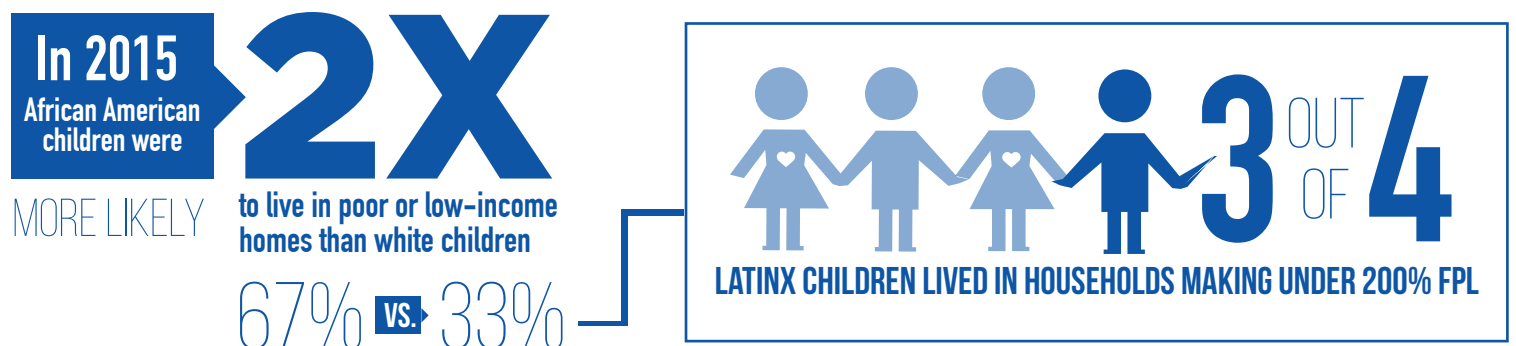 In 2015
African American
children were
MORE LIKELY
2X
to live in poor or low-income
homes than white children
67% VS. 33%
3 OUT OF 4
LATINX CHILDREN LIVED IN HOUSEHOLDS MAKING UNDER 200% FPL